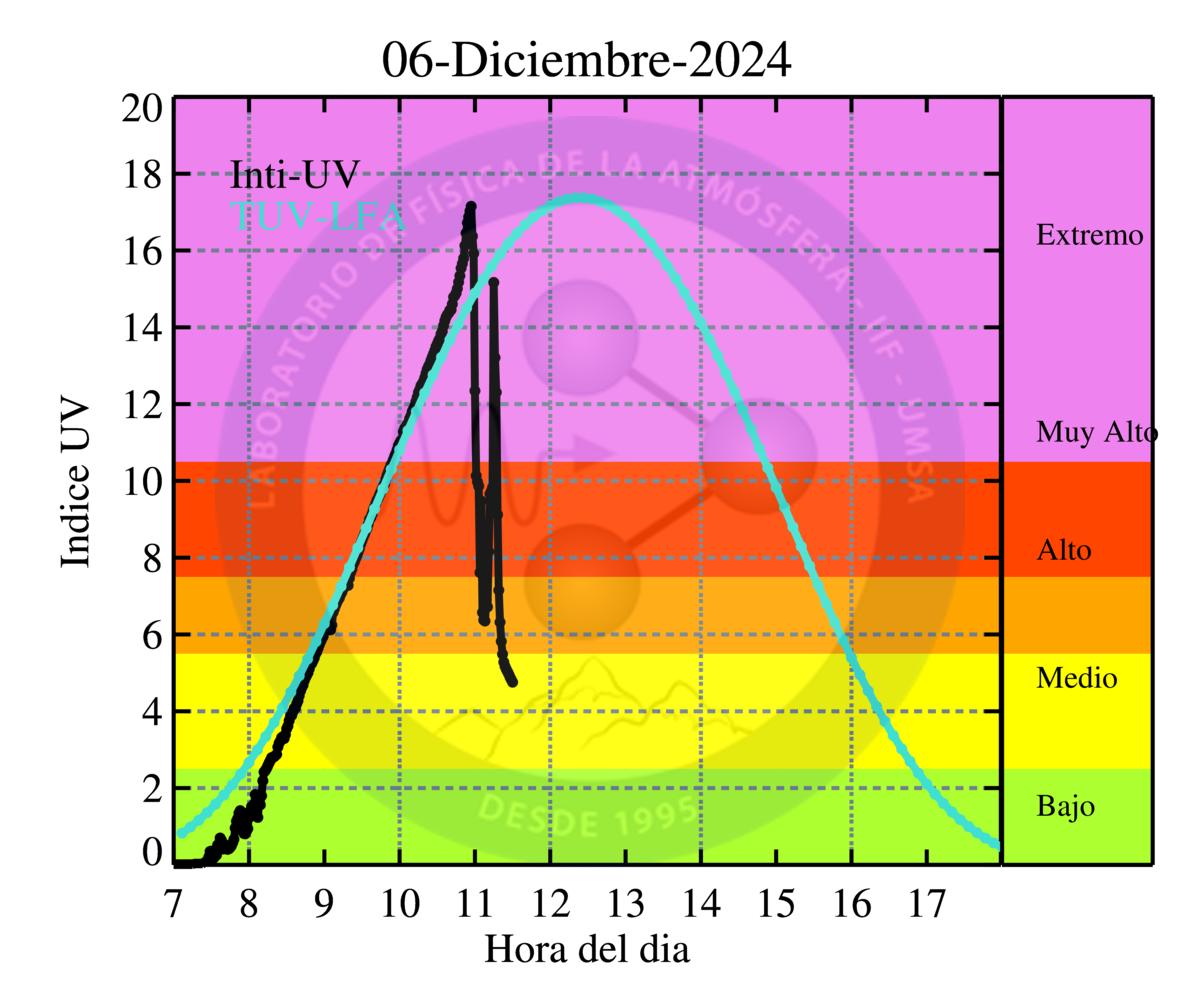 06-Diciembre-2024
20
18
16
14
12
10
8
6
4
2
0
Indice UV
Inti-UV
TUV-LFA
LABORATORIO DE FÍSICA DE LA ATMÓSFERA - IIF - UMSA
DESDE 1995
Extremo
Muy Alto
Alto
Medio
Bajo
7 8 9 10 11 12 13 14 15 16 17
Hora del dia